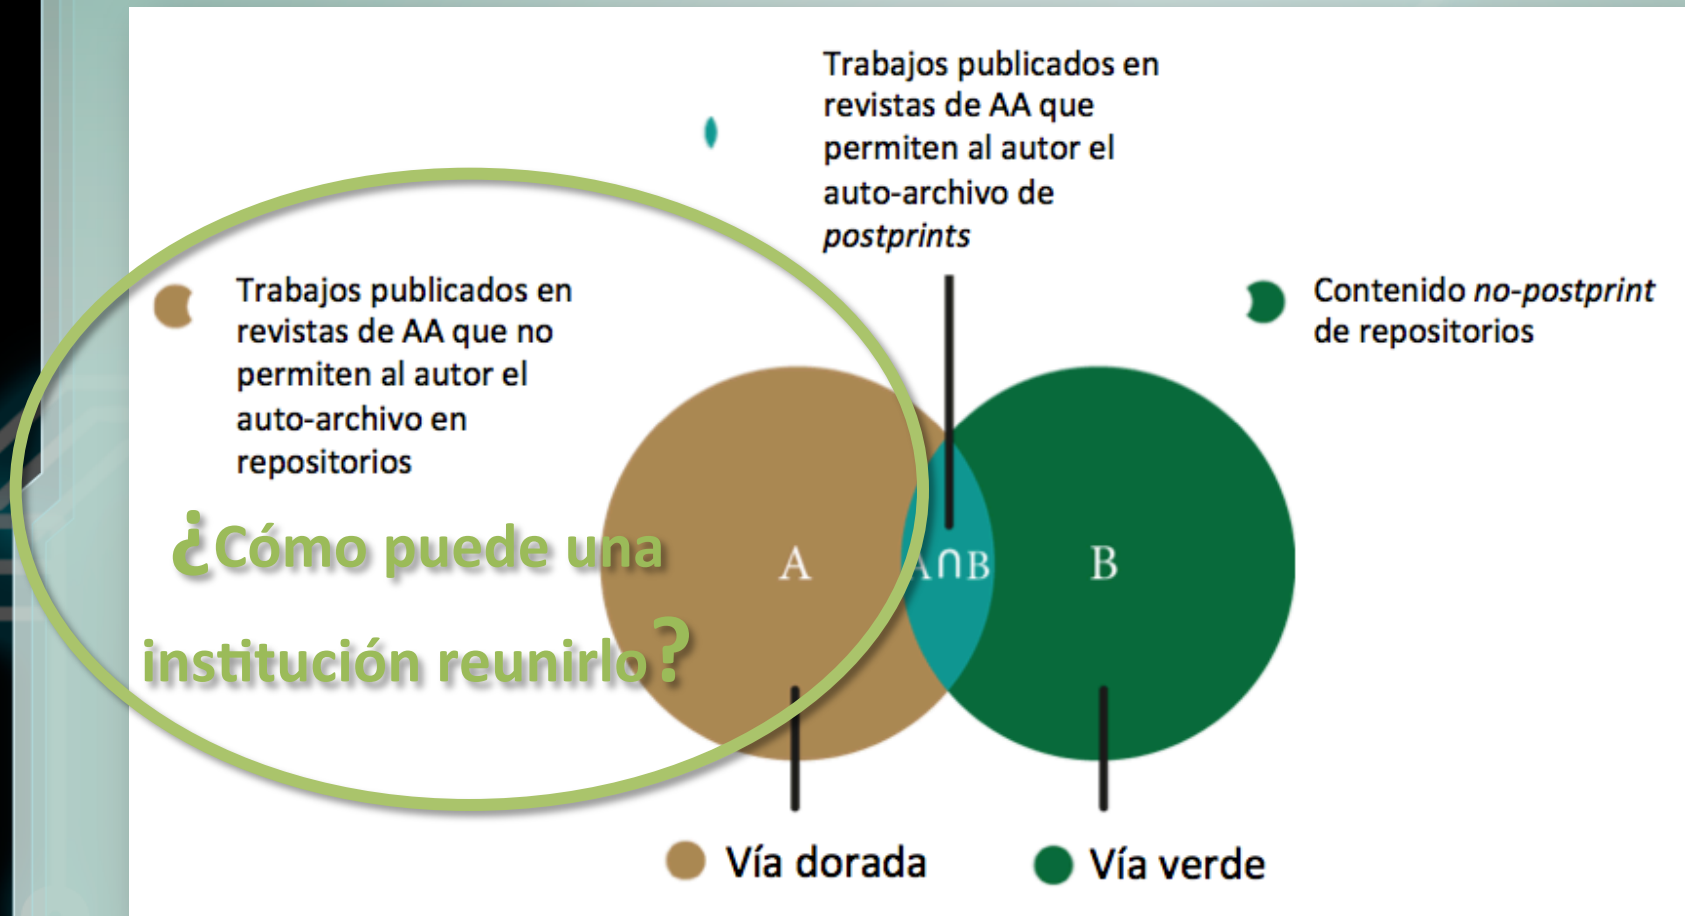 Trabajos publicados en
revistas de AA que
permiten al autor el
auto-archivo de
postprints
Trabajos publicados en
revistas de AA que no
permiten al autor el
auto-archivo en
repositorios
Contenido no-postprint
de repositorios
¿Cómo puede una
institución reunirlo?
A
A∩B
B
Vía dorada
Vía verde